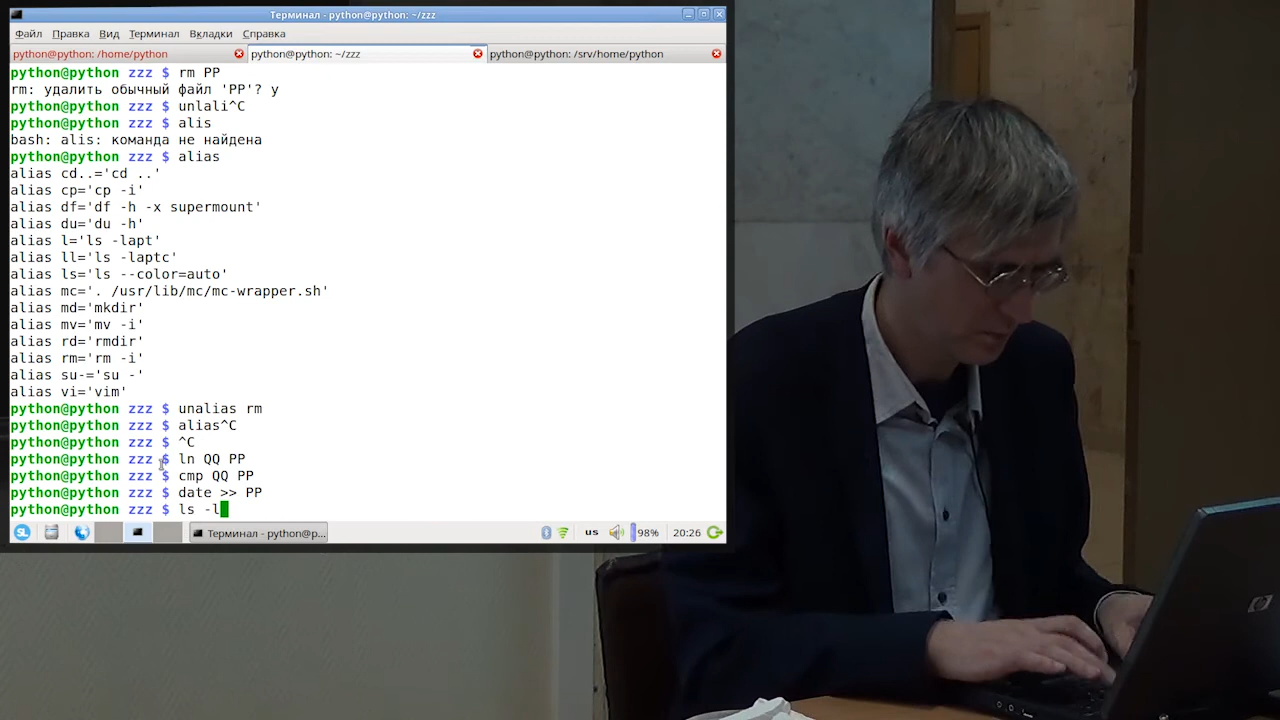 Терминал - python@python: ~/zzz
Файл Правка Вид Терминал Вкладки Справка
python@python: /home/python python@python: ~/zzz python@python: /srv/home/python
python@python zzz $ rm PP
rm: удалить обычный файл 'PP'? y
python@python zzz $ unlali^C
python@python zzz $ alis
bash: alis: команда не найдена
python@python zzz $ alias
alias cd..='cd ..'
alias cp='cp -i'
alias df='df -h -x supermount'
alias du='du -h'
alias l='ls -lapt'
alias ll='ls -laptc'
alias ls='ls --color=auto'
alias mc='. /usr/lib/mc/mc-wrapper.sh'
alias md='mkdir'
alias mv='mv -i'
alias rd='rmdir'
alias rm='rm -i'
alias su-='su -'
alias vi='vim'
python@python zzz $ unalias rm
python@python zzz $ alias^C
python@python zzz $ ^C
python@python zzz $ ln QQ PP
python@python zzz $ cmp QQ PP
python@python zzz $ date >> PP
python@python zzz $ ls -l
Терминал - python@p... us 98% 20:26
hp